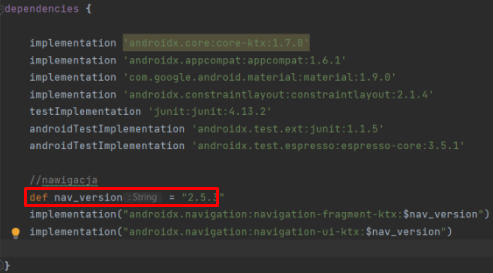 dependencies {
implementation 'androidx.core:core-ktx:1.7.0'
implementation 'androidx.appcompat:appcompat:1.6.1'
implementation 'com.google.android.material:material:1.9.0'
implementation 'androidx.constraintlayout:constraintlayout:2.1.4'
testImplementation 'junit:junit:4.13.2'
androidTestImplementation 'androidx.test.ext:junit:1.1.5'
androidTestImplementation 'androidx.test.espresso:espresso-core:3.5.1'
//nawigacja
def nav_version :String = "2.5.3"
implementation("androidx.navigation:navigation-fragment-ktx:$nav_version")
implementation("androidx.navigation:navigation-ui-ktx:$nav_version")
}